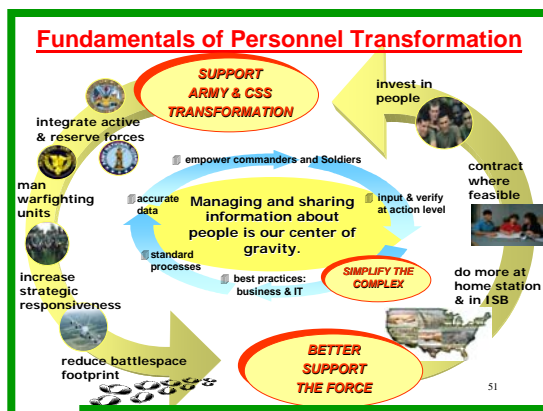 Fundamentals of Personnel Transformation
SUPPORT
ARMY & CSS
TRANSFORMATION
invest in
people
integrate active
& reserve forces
empower commanders and Soldiers
contract
where
feasible
man
warfighting
units
accurate
data
Managing and sharing
information about
people is our center of
gravity.
input & verify
at action level
standard
processes
increase
strategic
responsiveness
best practices:
business & IT
SIMPLIFY THE
COMPLEX
do more at
home station
& in ISB
reduce battlespace
footprint
BETTER
SUPPORT
THE FORCE
51